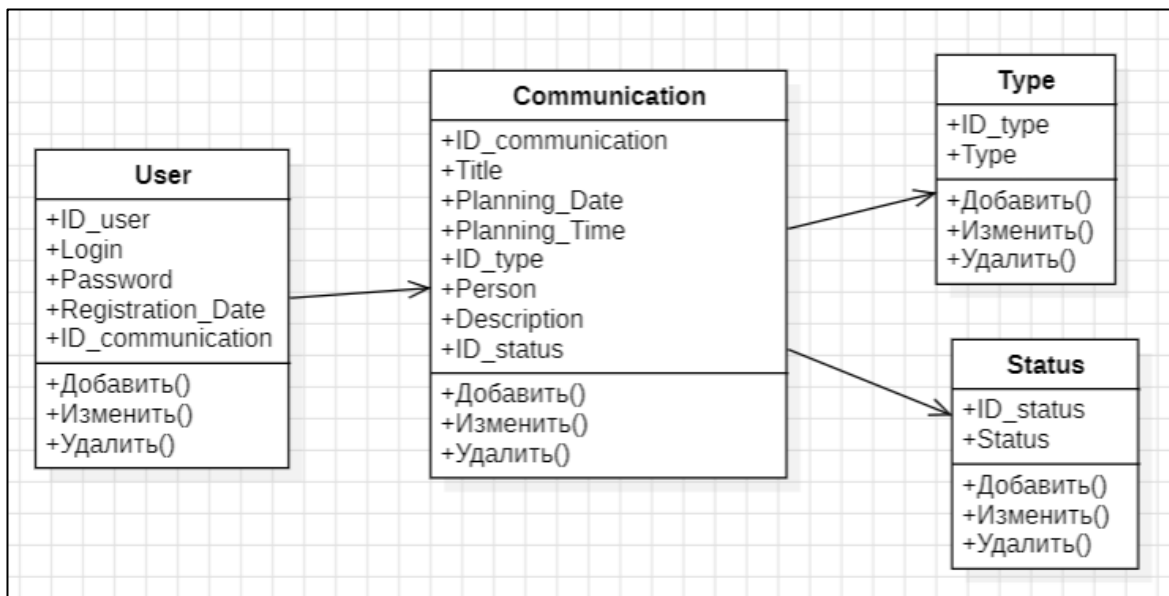 User
+ID_user
+Login
+Password
+Registration_Date
+ID_communication
+Добавить()
+Изменить()
+Удалить()
Communication
+ID_communication
+Title
+Planning_Date
+Planning_Time
+ID_type
+Person
+Description
+ID_status
+Добавить()
+Изменить()
+Удалить()
Type
+ID_type
+Type
+Добавить()
+Изменить()
+Удалить()
Status
+ID_status
+Status
+Добавить()
+Изменить()
+Удалить()